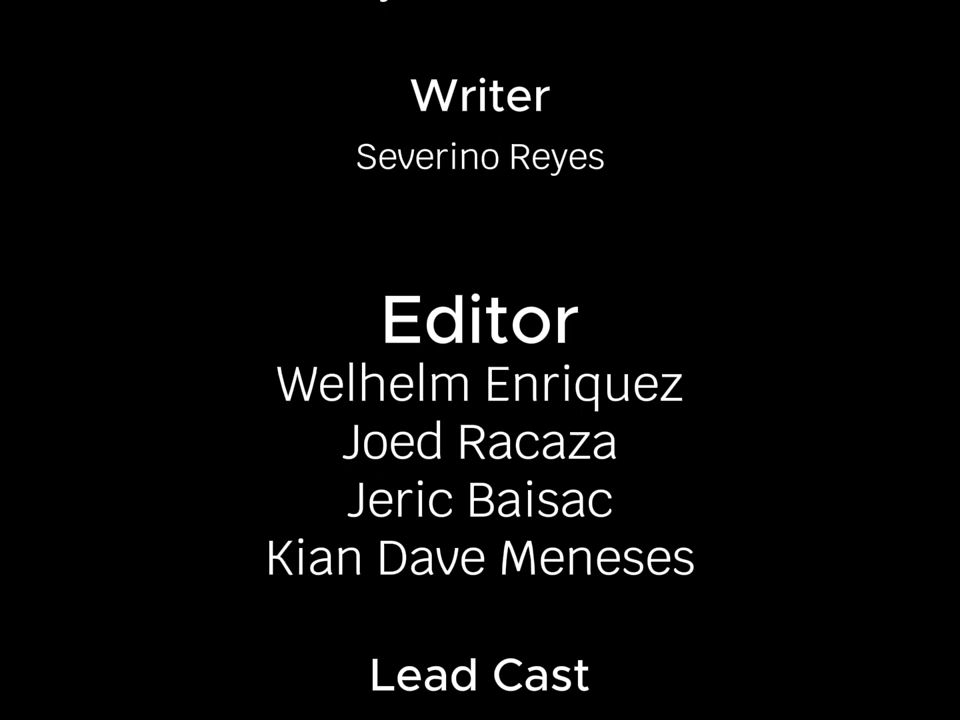 Writer
Severino Reyes
Editor
Welhelm Enriquez
Joed Racaza
Jeric Baisac
Kian Dave Meneses
Lead Cast